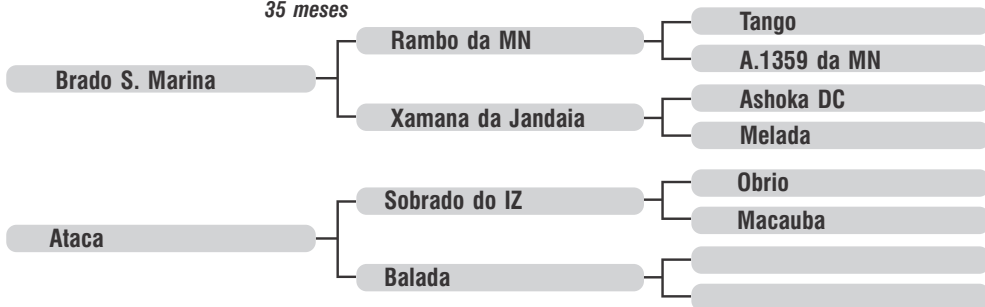 35 meses
Brado S. Marina
Rambo da MN
Tango
A.1359 da MN
Xamana da Jandaia
Ashoka DC
Melada
Ataca
Sobrado do IZ
Obrio
Macauba
Balada